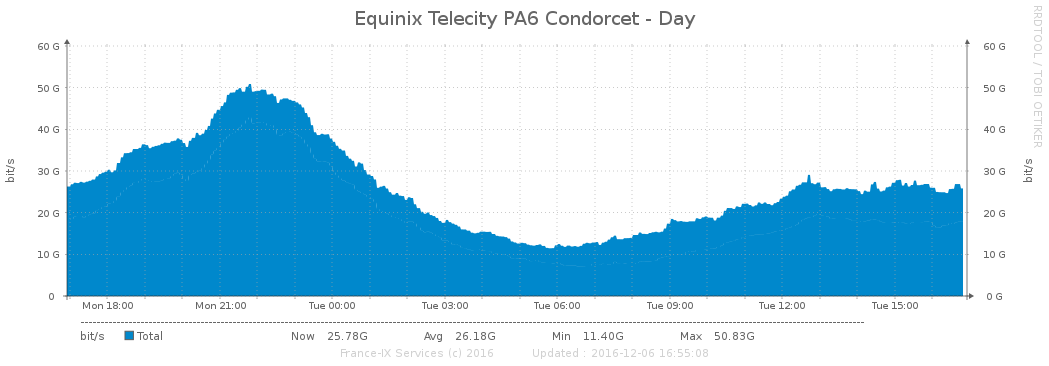 Equinix Telecity PA6 Condorcet - Day
RRDTOOL / TOBI OETIKER
60 G 60 G
50 G 50 G
40 G 40 G
30 G 30 G
20 G 20 G
10 G 10 G
0 0 G
bit/s bit/s
Mon 18:00 Mon 21:00 Tue 00:00 Tue 03:00 Tue 06:00 Tue 09:00 Tue 12:00 Tue 15:00
bit/s Total Now 25.78G Avg 26.18G Min 11.40G Max 50.83G
France-IX Services (c) 2016 Updated : 2016-12-06 16:55:08